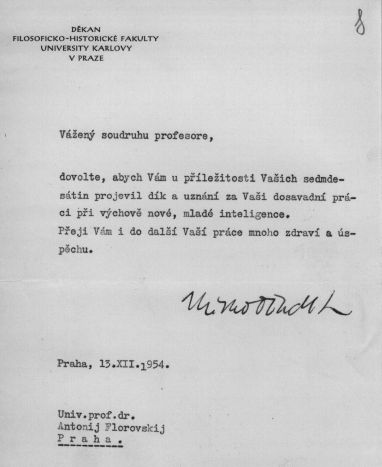 DĚKAN
FILOSOFICKO-HISTORICKÉ FAKULTY
UNIVERSITY KARLOVY
V PRAZE
8
Vážený soudruhu profesore,
dovolte, abych Vám u příležitosti Vašich sedmde-
sátin projevil dík a uznání za Vaši dosavadní prá-
ci při výchově nové, mladé inteligence.
Přeji Vám i do další Vaší práce mnoho zdraví a ús-
pěchu.
Praha, 13.XII.1954.
Univ.prof.dr.
Antonij Florovskij
P r a h a .